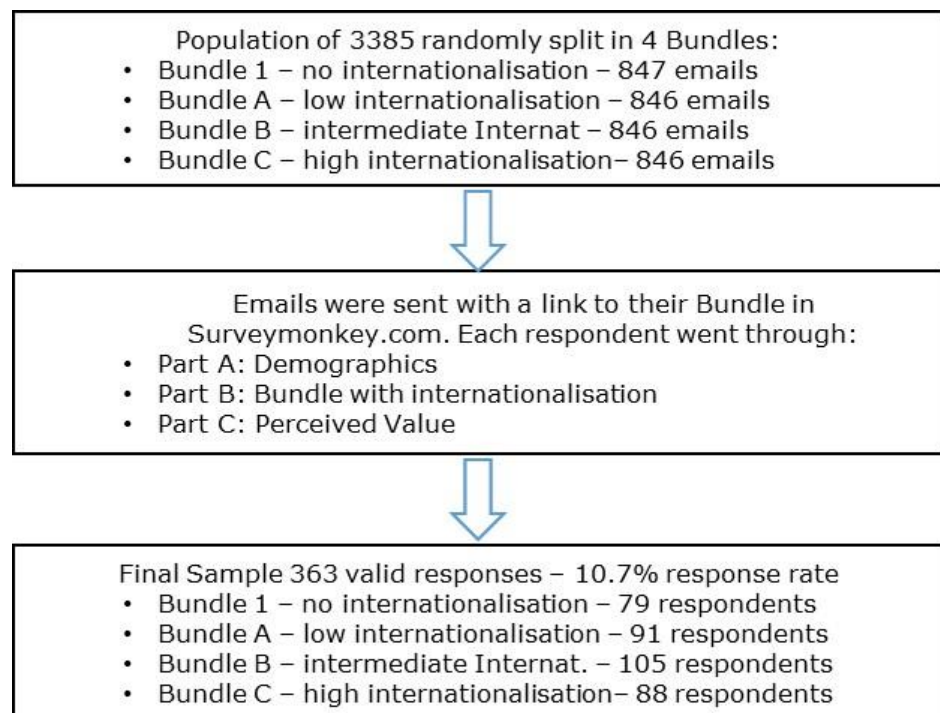 Population of 3385 randomly split in 4 Bundles:
• Bundle 1 – no internationalisation – 847 emails
• Bundle A – low internationalisation – 846 emails
• Bundle B – intermediate Internat – 846 emails
• Bundle C – high internationalisation– 846 emails
Emails were sent with a link to their Bundle in
Surveymonkey.com. Each respondent went through:
• Part A: Demographics
• Part B: Bundle with internationalisation
• Part C: Perceived Value
Final Sample 363 valid responses – 10.7% response rate
• Bundle 1 – no internationalisation – 79 respondents
• Bundle A – low internationalisation – 91 respondents
• Bundle B – intermediate Internat. – 105 respondents
• Bundle C – high internationalisation– 88 respondents